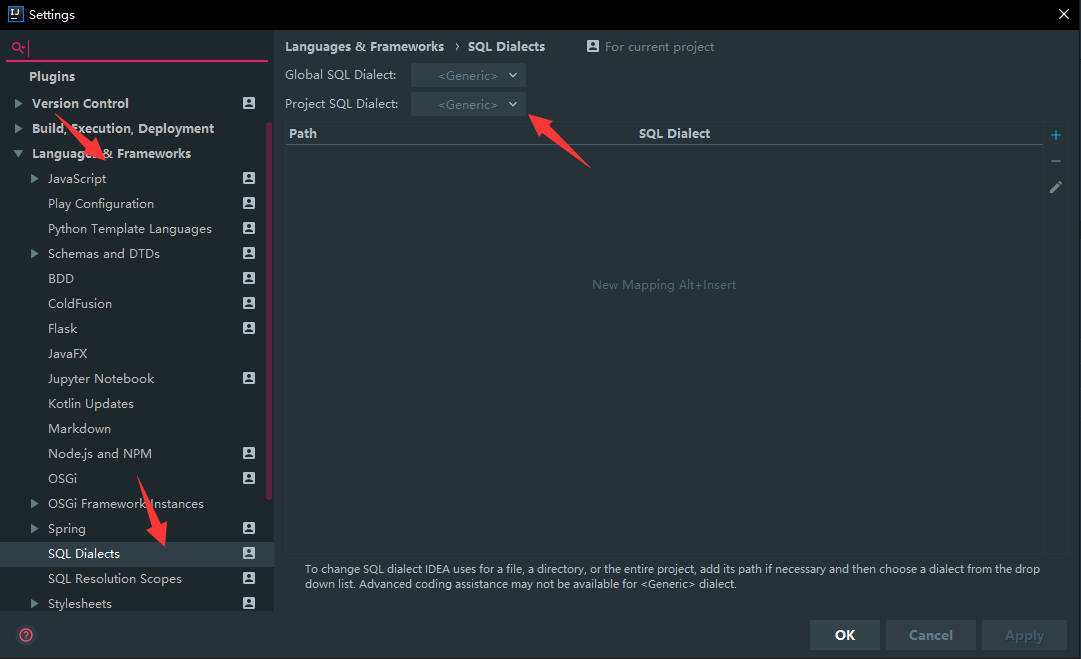 Settings
Plugins
Version Control
Build, Execution, Deployment
Languages & Frameworks
JavaScript
Play Configuration
Python Template Languages
Schemas and DTDs
BDD
ColdFusion
Flask
JavaFX
Jupyter Notebook
Kotlin Updates
Markdown
Node.js and NPM
OSGi
OSGi Framework Instances
Spring
SQL Dialects
SQL Resolution Scopes
Stylesheets
Languages & Frameworks › SQL Dialects For current project
Global SQL Dialect: <Generic>
Project SQL Dialect: <Generic>
Path SQL Dialect
New Mapping Alt+Insert
To change SQL dialect IDEA uses for a file, a directory, or the entire project, add its path if necessary and then choose a dialect from the drop
down list. Advanced coding assistance may not be available for <Generic> dialect.
OK Cancel Apply